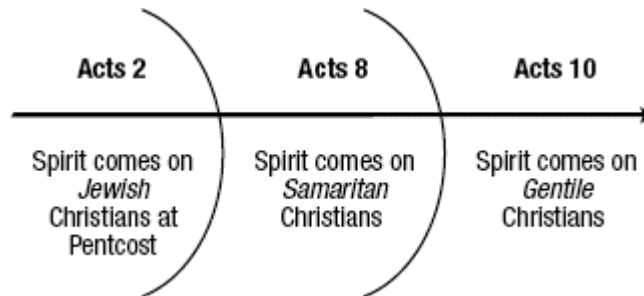 Acts 2
Acts 8
Acts 10
Spirit comes on
Jewish
Christians at
Pentcost
Spirit comes on
Samaritan
Christians
Spirit comes on
Gentile
Christians